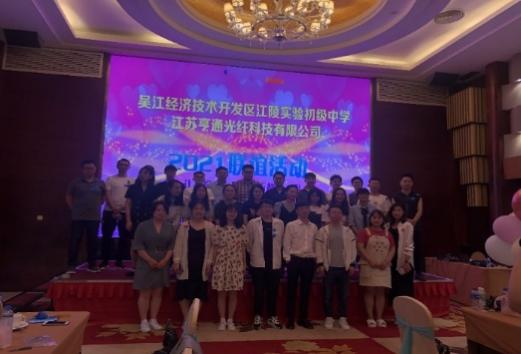 吴江经济技术开发区江陵实验初级中学
江苏亨通光纤科技有限公司
2021联谊活动